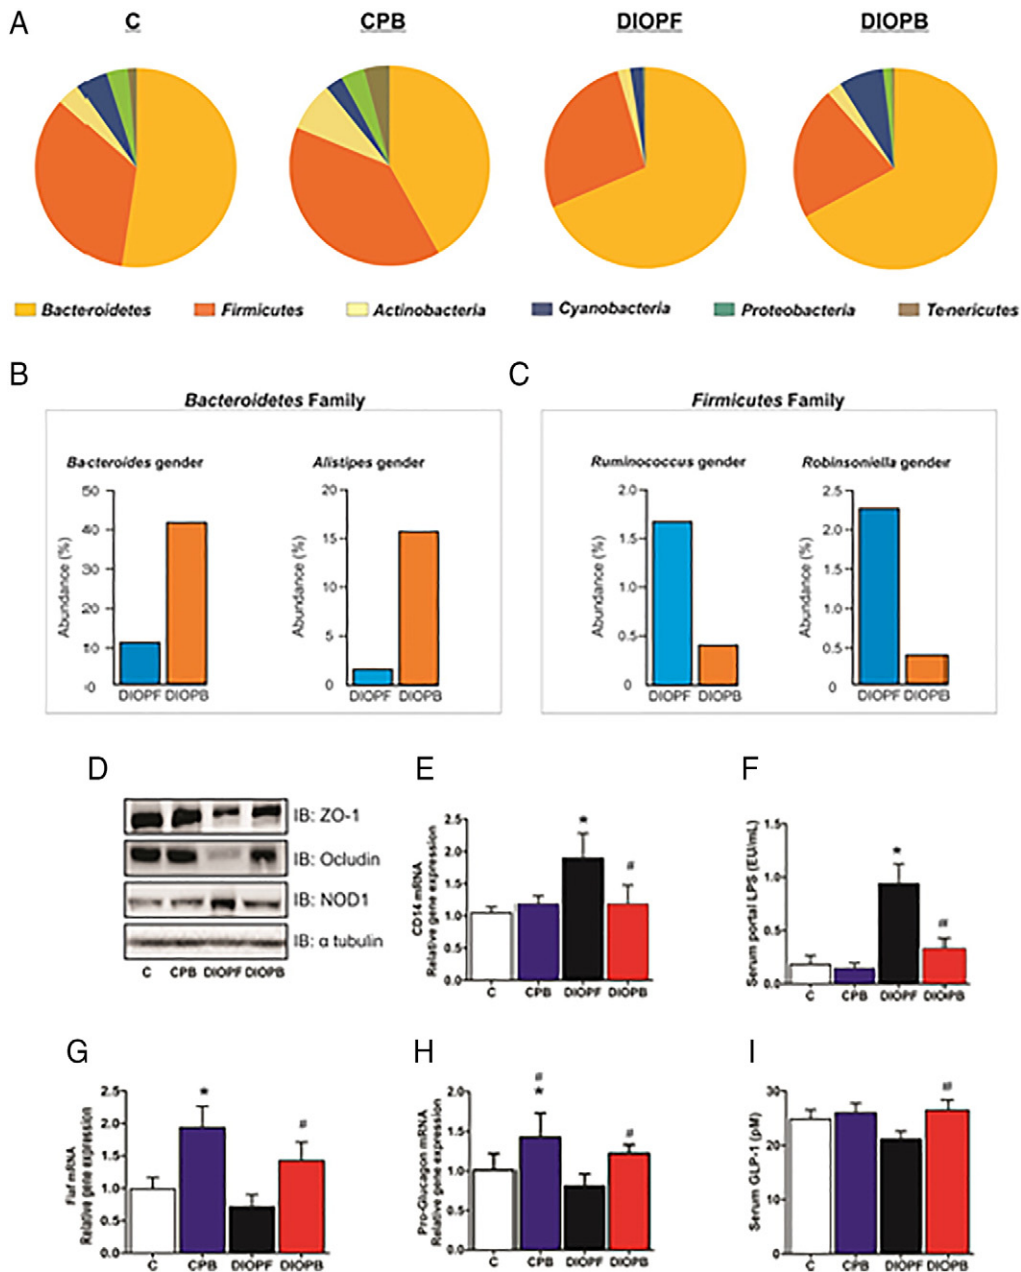 A
C CPB DIOPF DIOPB
Bacteroidetes Firmicutes Actinobacteria Cyanobacteria Proteobacteria Tenericutes
B C
Bacteroidetes Family
Bacteroides gender
Abundance (%)
50
40
30
20
10
0
DIOPF DIOPB
Alistipes gender
Abundance (%)
20
15
10
5
0
DIOPF DIOPB
Firmicutes Family
Ruminococcus gender
Abundance (%)
2.0
1.5
1.0
0.5
0
DIOPF DIOPB
Robinsoniella gender
Abundance (%)
2.5
2.0
1.5
1.0
0.5
0
DIOPF DIOPB
D
IB: ZO-1
IB: Ocludin
IB: NOD1
IB: α tubulin
C CPB DIOPF DIOPB
E
CD14 mRNA
Relative gene expression
2.5
2.0
1.5
1.0
0.5
0.0
*
#
C CPB DIOPF DIOPB
F
Serum portal LPS (EU/mL)
1.5
1.0
0.5
0.0
*
#
C CPB DIOPF DIOPB
G
Fiaf mRNA
Relative gene expression
2.5
2.0
1.5
1.0
0.5
0.0
*
#
C CPB DIOPF DIOPB
H
Pro-Glucagon mRNA
Relative gene expression
2.0
1.5
1.0
0.5
0.0
#
*
#
C CPB DIOPF DIOPB
I
Serum GLP-1 (pM)
30
20
10
0
#
C CPB DIOPF DIOPB